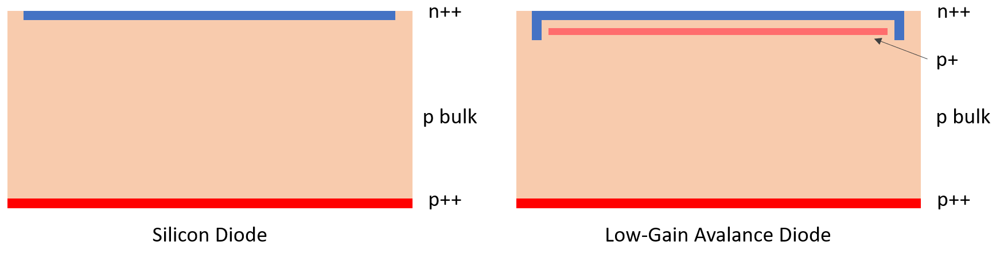 n++
p bulk
p++
Silicon Diode
n++
p+
p bulk
p++
Low-Gain Avalance Diode